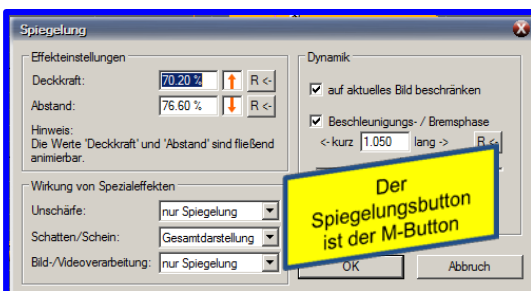 Spiegelung
Effekteinstellungen
Deckkraft: 70.20 % R <-
Abstand: 76.60 % R <-
Hinweis:
Die Werte 'Deckkraft' und 'Abstand' sind fließend
animierbar.
Dynamik
auf aktuelles Bild beschränken
Beschleunigungs- / Bremsphase
<- kurz 1.050 lang -> R <-
Wirkung von Spezialeffekten
Unschärfe: nur Spiegelung
Schatten/Schein: Gesamtdarstellung
Bild-/Videoverarbeitung: nur Spiegelung
Der
Spiegelungsbutton
ist der M-Button
OK Abbruch